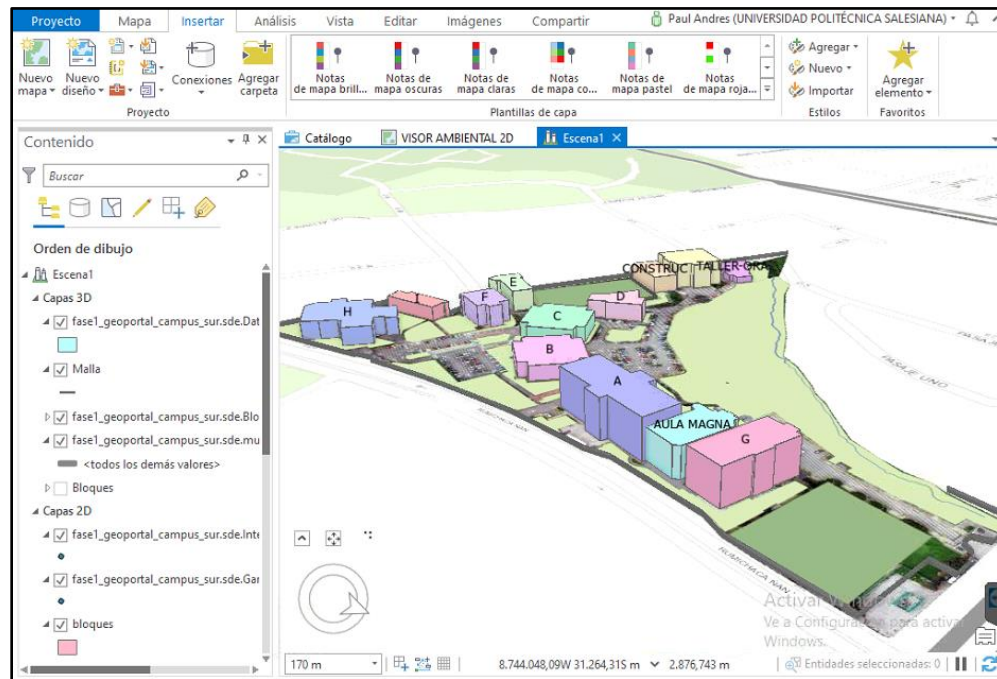 Proyecto Mapa Insertar Análisis Vista Editar Imágenes Compartir Paul Andres (UNIVERSIDAD POLITÉCNICA SALESIANA)
Nuevo mapa
Nuevo diseño
Conexiones
Agregar carpeta
Proyecto
Notas de mapa brill...
Notas de mapa oscuras
Notas de mapa claras
Notas de mapa co...
Notas de mapa pastel
Notas de mapa roja...
Plantillas de capa
Agregar
Nuevo
Importar
Estilos
Agregar elemento
Favoritos
Contenido
Buscar
Orden de dibujo
Escena1
Capas 3D
fase1_geoportal_campus_sur.sde.Dat
Malla
fase1_geoportal_campus_sur.sde.Blo
fase1_geoportal_campus_sur.sde.mu
<todos los demás valores>
Bloques
Capas 2D
fase1_geoportal_campus_sur.sde.Inte
fase1_geoportal_campus_sur.sde.Gar
bloques
Catálogo VISOR AMBIENTAL 2D Escena1
CONSTRUC TALLER-GRA
E
I
F
D
H
C
B
A
AULA MAGNA
G
PASAJE UNO
RUMICHACA ÑAN
RUMICHACA ÑAN
Activar Windows
Ve a Configuración para activar
Windows.
170 m 8.744.048,09W 31.264,31S m 2.876,743 m Entidades seleccionadas: 0